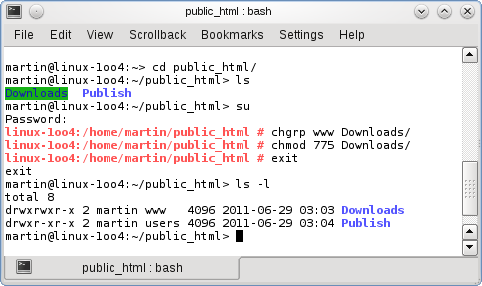 public_html : bash
File Edit View Scrollback Bookmarks Settings Help
martin@linux-1oo4:~> cd public_html/
martin@linux-1oo4:~/public_html> ls
Downloads  Publish
martin@linux-1oo4:~/public_html> su
Password:
linux-1oo4:/home/martin/public_html # chgrp www Downloads/
linux-1oo4:/home/martin/public_html # chmod 775 Downloads/
linux-1oo4:/home/martin/public_html # exit
exit
martin@linux-1oo4:~/public_html> ls -l
total 8
drwxrwxr-x 2 martin www   4096 2011-06-29 03:03 Downloads
drwxr-xr-x 2 martin users 4096 2011-06-29 03:04 Publish
martin@linux-1oo4:~/public_html>
public_html : bash